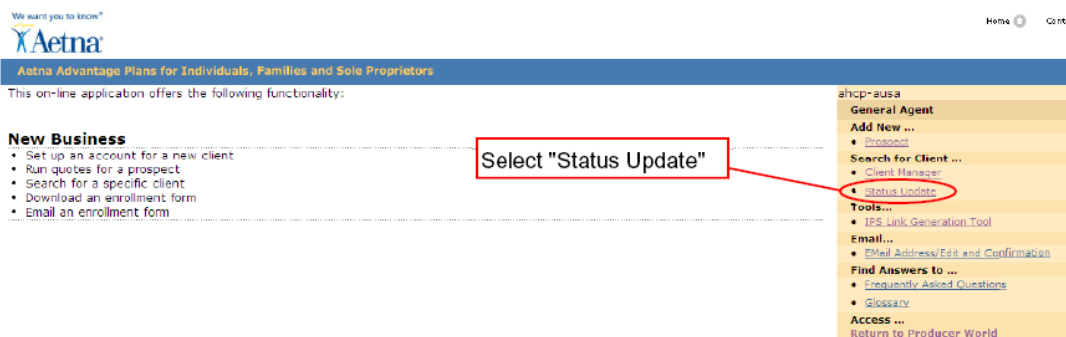 We want you to know®
Aetna®
Home
Cont
Aetna Advantage Plans for Individuals, Families and Sole Proprietors
This on-line application offers the following functionality:
New Business
• Set up an account for a new client
• Run quotes for a prospect
• Search for a specific client
• Download an enrollment form
• Email an enrollment form
Select "Status Update"
ahcp-ausa
General Agent
Add New ...
• Prospect
Search for Client ...
• Client Manager
• Status Update
Tools...
• IPS Link Generation Tool
Email...
• EMail Address/Edit and Confirmation
Find Answers to ...
• Frequently Asked Questions
• Glossary
Access ...
Return to Producer World